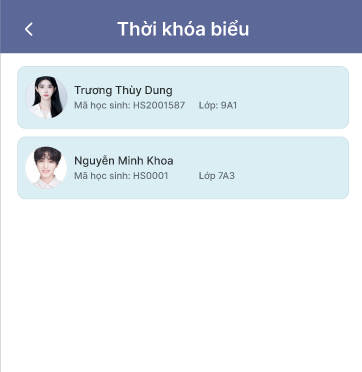 Thời khóa biểu
Trương Thùy Dung
Mã học sinh: HS2001587 Lớp: 9A1
Nguyễn Minh Khoa
Mã học sinh: HS0001 Lớp 7A3